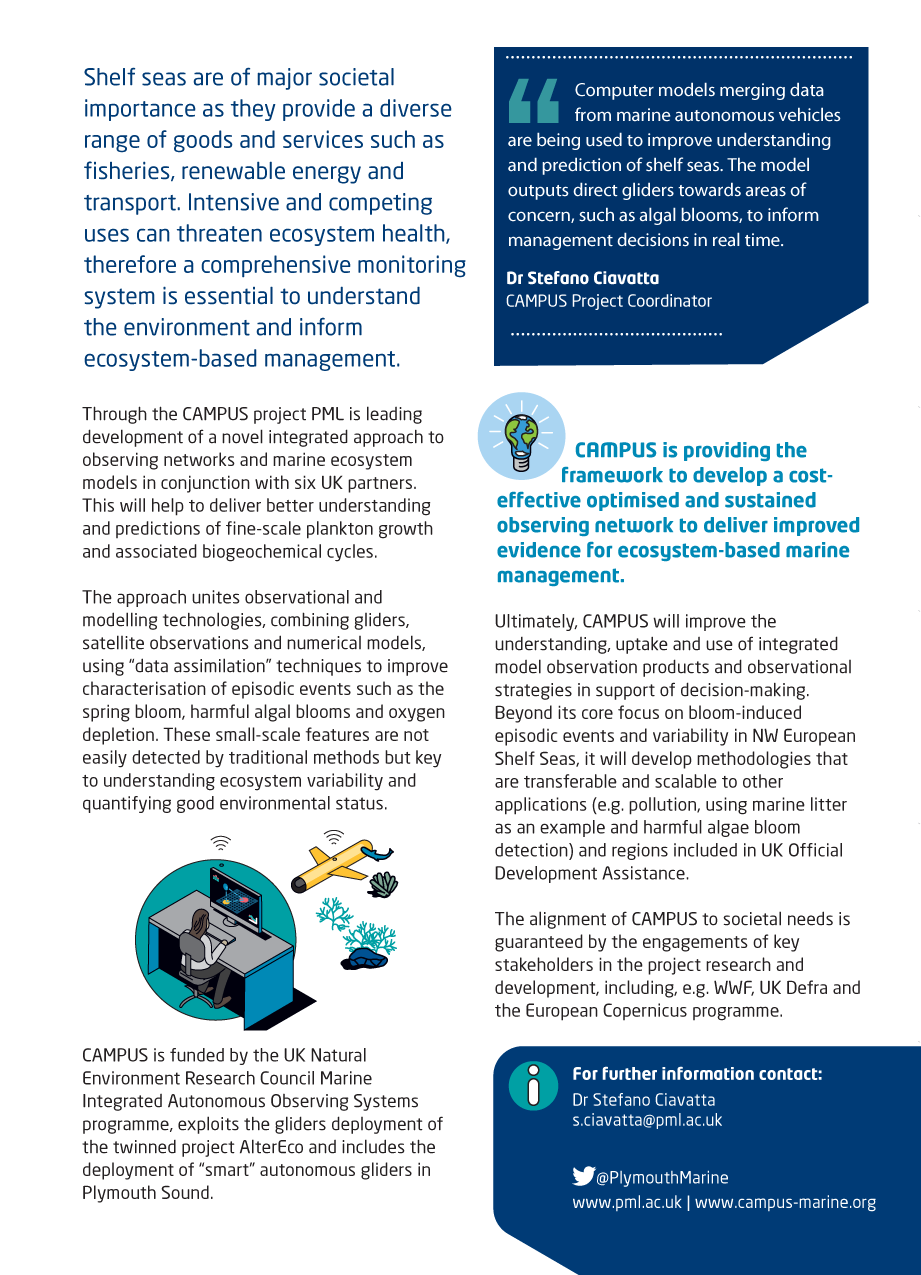 Shelf seas are of major societal
importance as they provide a diverse
range of goods and services such as
fisheries, renewable energy and
transport. Intensive and competing
uses can threaten ecosystem health,
therefore a comprehensive monitoring
system is essential to understand
the environment and inform
ecosystem-based management.
Through the CAMPUS project PML is leading
development of a novel integrated approach to
observing networks and marine ecosystem
models in conjunction with six UK partners.
This will help to deliver better understanding
and predictions of fine-scale plankton growth
and associated biogeochemical cycles.
The approach unites observational and
modelling technologies, combining gliders,
satellite observations and numerical models,
using “data assimilation” techniques to improve
characterisation of episodic events such as the
spring bloom, harmful algal blooms and oxygen
depletion. These small-scale features are not
easily detected by traditional methods but key
to understanding ecosystem variability and
quantifying good environmental status.
CAMPUS is funded by the UK Natural
Environment Research Council Marine
Integrated Autonomous Observing Systems
programme, exploits the gliders deployment of
the twinned project AlterEco and includes the
deployment of “smart” autonomous gliders in
Plymouth Sound.
“ Computer models merging data
from marine autonomous vehicles
are being used to improve understanding
and prediction of shelf seas. The model
outputs direct gliders towards areas of
concern, such as algal blooms, to inform
management decisions in real time.
Dr Stefano Ciavatta
CAMPUS Project Coordinator
CAMPUS is providing the
framework to develop a cost-
effective optimised and sustained
observing network to deliver improved
evidence for ecosystem-based marine
management.
Ultimately, CAMPUS will improve the
understanding, uptake and use of integrated
model observation products and observational
strategies in support of decision-making.
Beyond its core focus on bloom-induced
episodic events and variability in NW European
Shelf Seas, it will develop methodologies that
are transferable and scalable to other
applications (e.g. pollution, using marine litter
as an example and harmful algae bloom
detection) and regions included in UK Official
Development Assistance.
The alignment of CAMPUS to societal needs is
guaranteed by the engagements of key
stakeholders in the project research and
development, including, e.g. WWF, UK Defra and
the European Copernicus programme.
i
For further information contact:
Dr Stefano Ciavatta
s.ciavatta@pml.ac.uk
@PlymouthMarine
www.pml.ac.uk | www.campus-marine.org